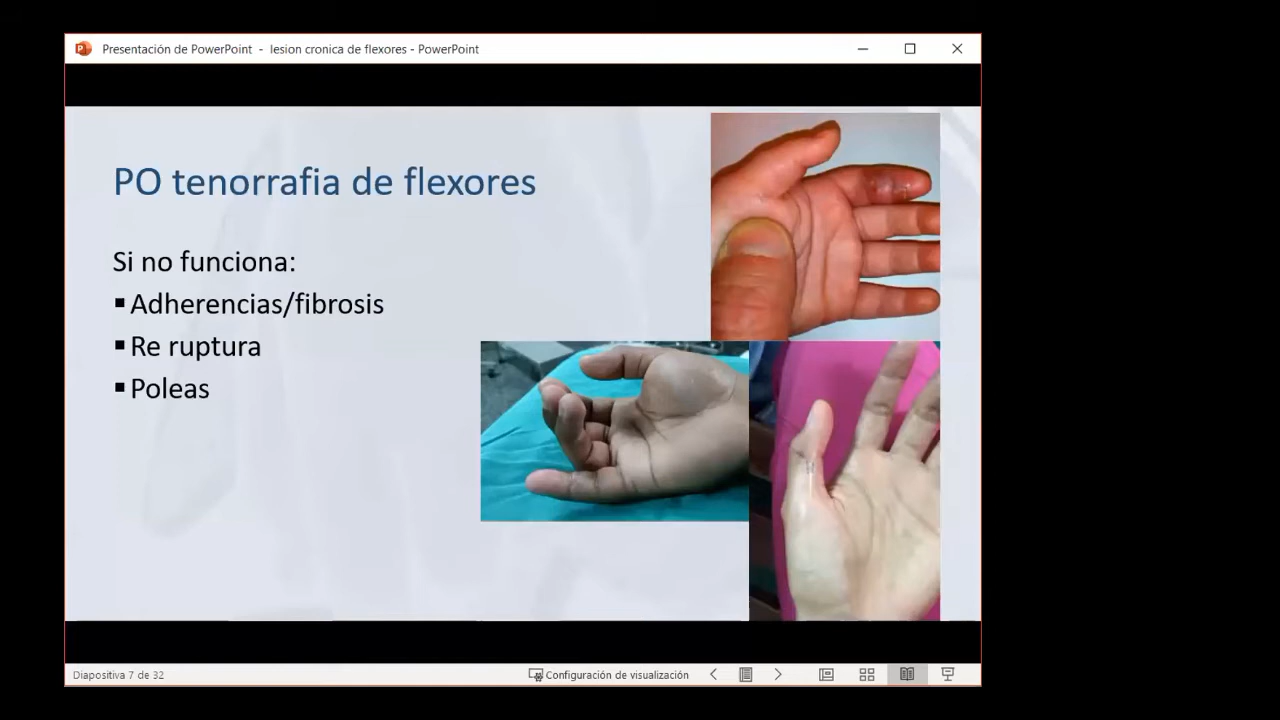 Presentación de PowerPoint - lesion cronica de flexores - PowerPoint
PO tenorrafia de flexores
Si no funciona:
▪Adherencias/fibrosis
▪Re ruptura
▪Poleas
Diapositiva 7 de 32
Configuración de visualización